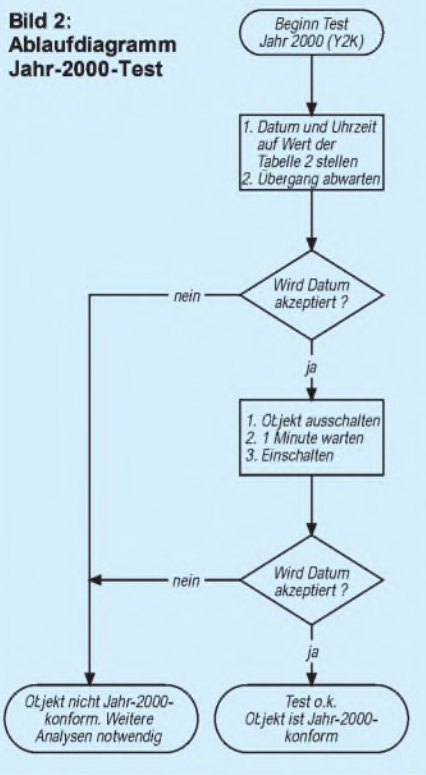 Bild 2:
Ablaufdiagramm
Jahr-2000-Test
Beginn Test
Jahr 2000 (Y2K)
1. Datum und Uhrzeit
auf Wert der
Tabelle 2 stellen
2. Übergang abwarten
Wird Datum
akzeptiert ?
nein
ja
1. Objekt ausschalten
2. 1 Minute warten
3. Einschalten
Wird Datum
akzeptiert ?
nein
ja
Objekt nicht Jahr-2000-
konform. Weitere
Analysen notwendig
Test o.k.
Objekt ist Jahr-2000-
konform